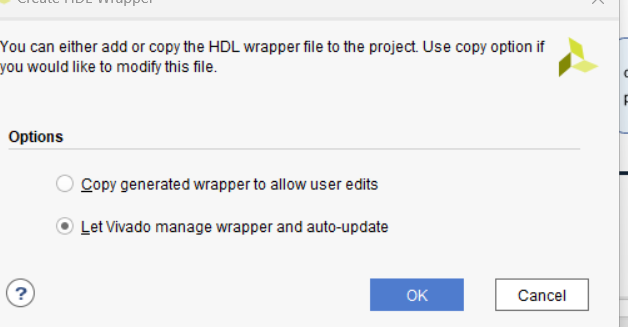 Create HDL Wrapper
You can either add or copy the HDL wrapper file to the project. Use copy option if
you would like to modify this file.
Options
Copy generated wrapper to allow user edits
Let Vivado manage wrapper and auto-update
?
OK
Cancel